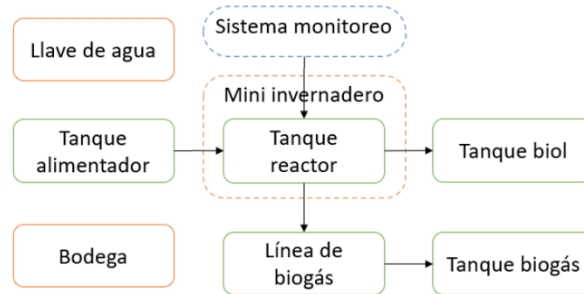 Sistema monitoreo
Llave de agua
Mini invernadero
Tanque
alimentador
Tanque
reactor
Tanque biol
Bodega
Línea de
biogás
Tanque biogás